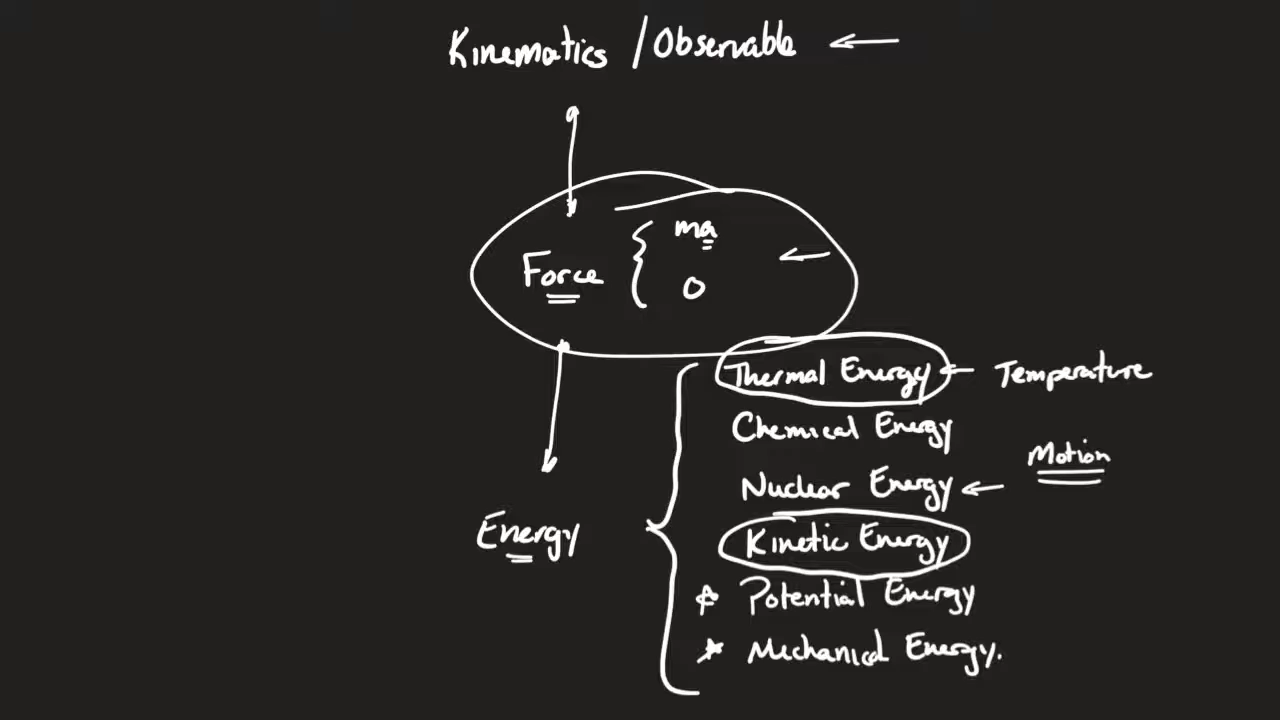 Kinematics / Observable
ma
Force
0
Thermal Energy Temperature
Chemical Energy
Motion
Nuclear Energy
Energy
Kinetic Energy
Potential Energy
Mechanical Energy.